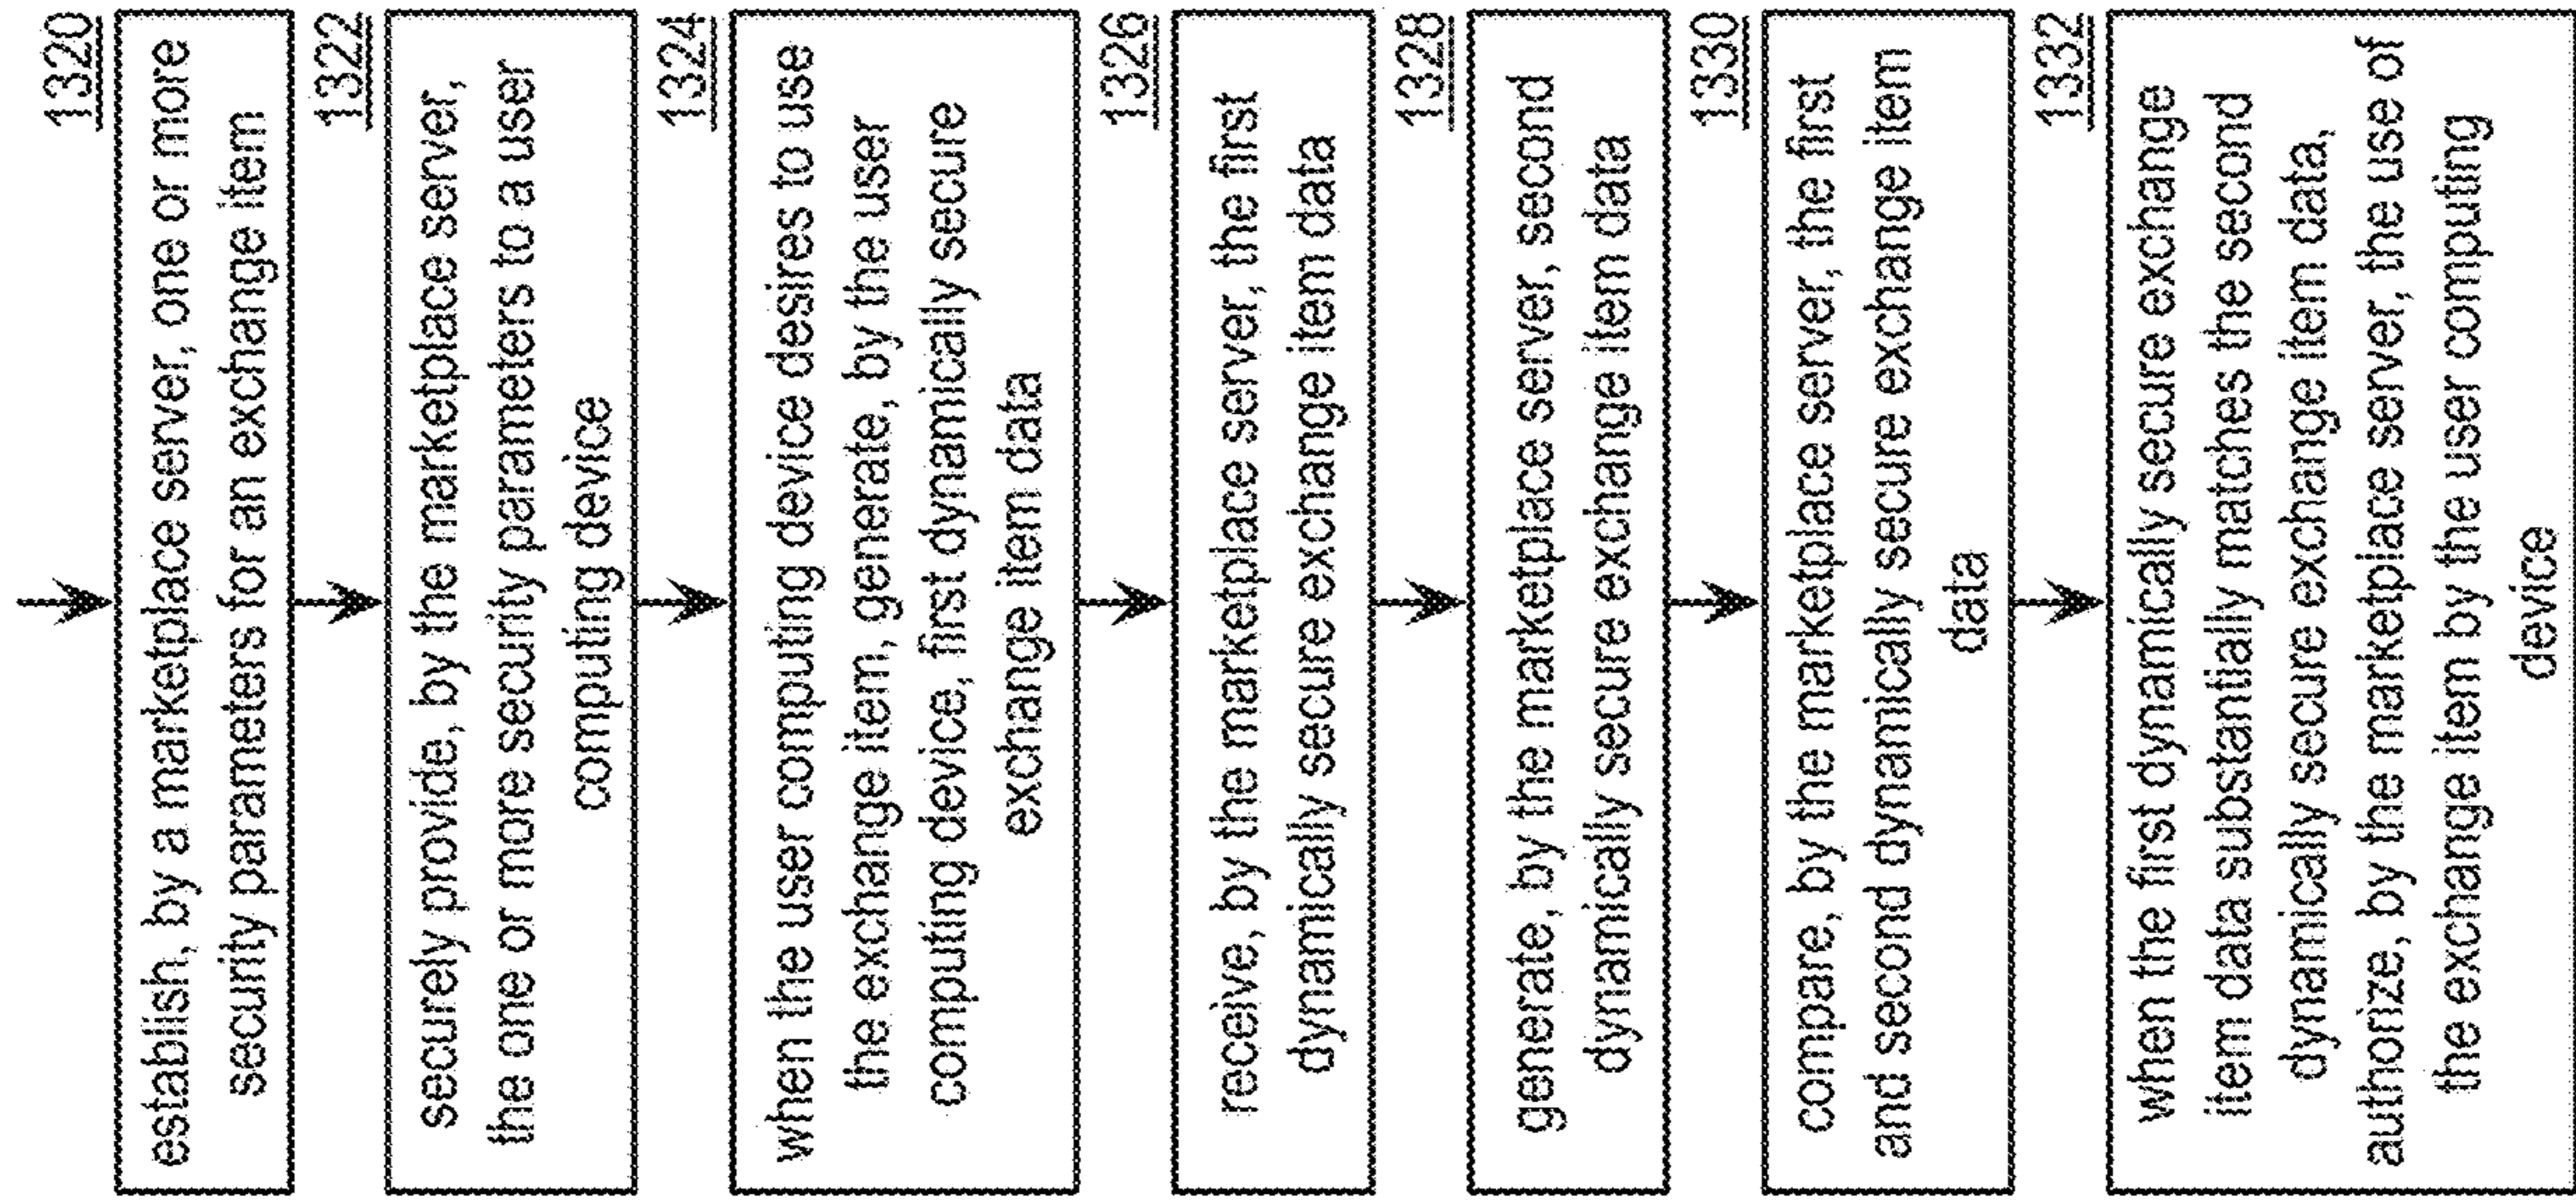 1320
establish, by a marketplace server, one or more
security parameters for an exchange item
1322
securely provide, by the marketplace server,
the one or more security parameters to a user
computing device
1324
when the user computing device desires to use
the exchange item, generate, by the user
computing device, first dynamically secure
exchange item data
1326
receive, by the marketplace server, the first
dynamically secure exchange item data
1328
generate, by the marketplace server, second
dynamically secure exchange item data
1330
compare, by the marketplace server, the first
and second dynamically secure exchange item
data
1332
when the first dynamically secure exchange
item data substantially matches the second
dynamically secure exchange item data,
authorize, by the marketplace server, the use of
the exchange item by the user computing
device